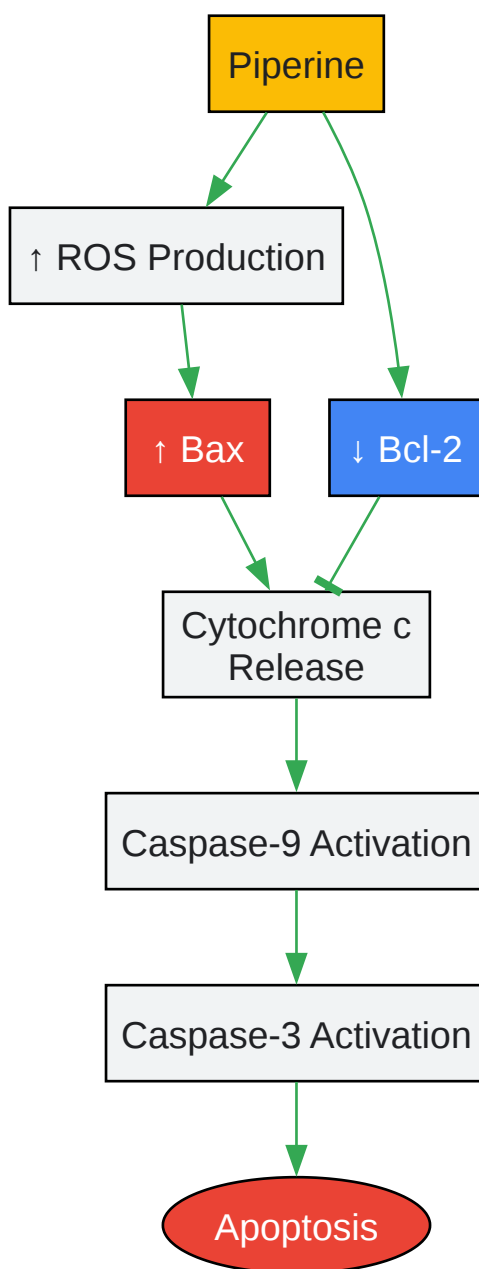 Piperine
↑ ROS Production
↑ Bax
↓ Bcl-2
Cytochrome c
Release
Caspase-9 Activation
Caspase-3 Activation
Apoptosis